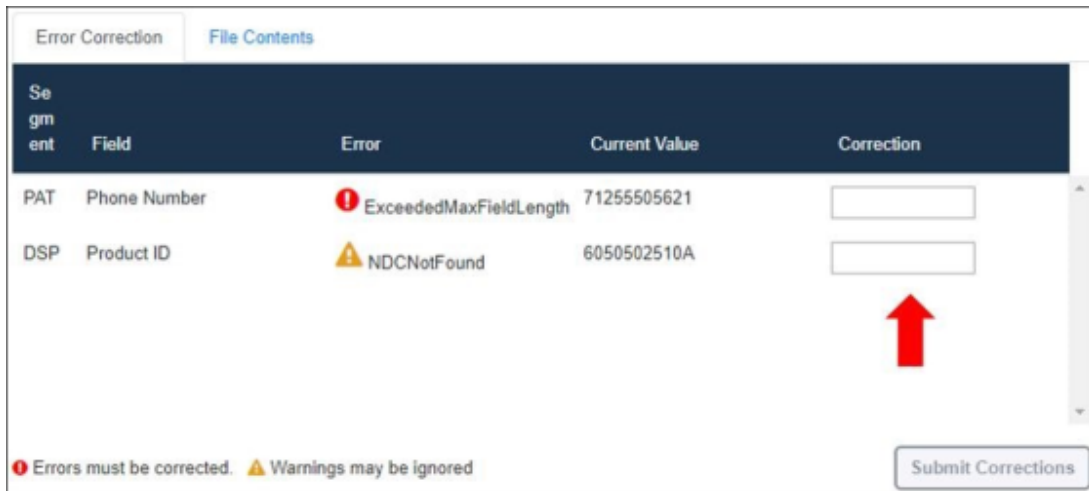 Error Correction File Contents
Se
gm
ent Field Error Current Value Correction
PAT Phone Number ExceededMaxFieldLength 71255505621
DSP Product ID NDCNotFound 6050502510A
Errors must be corrected. Warnings may be ignored Submit Corrections